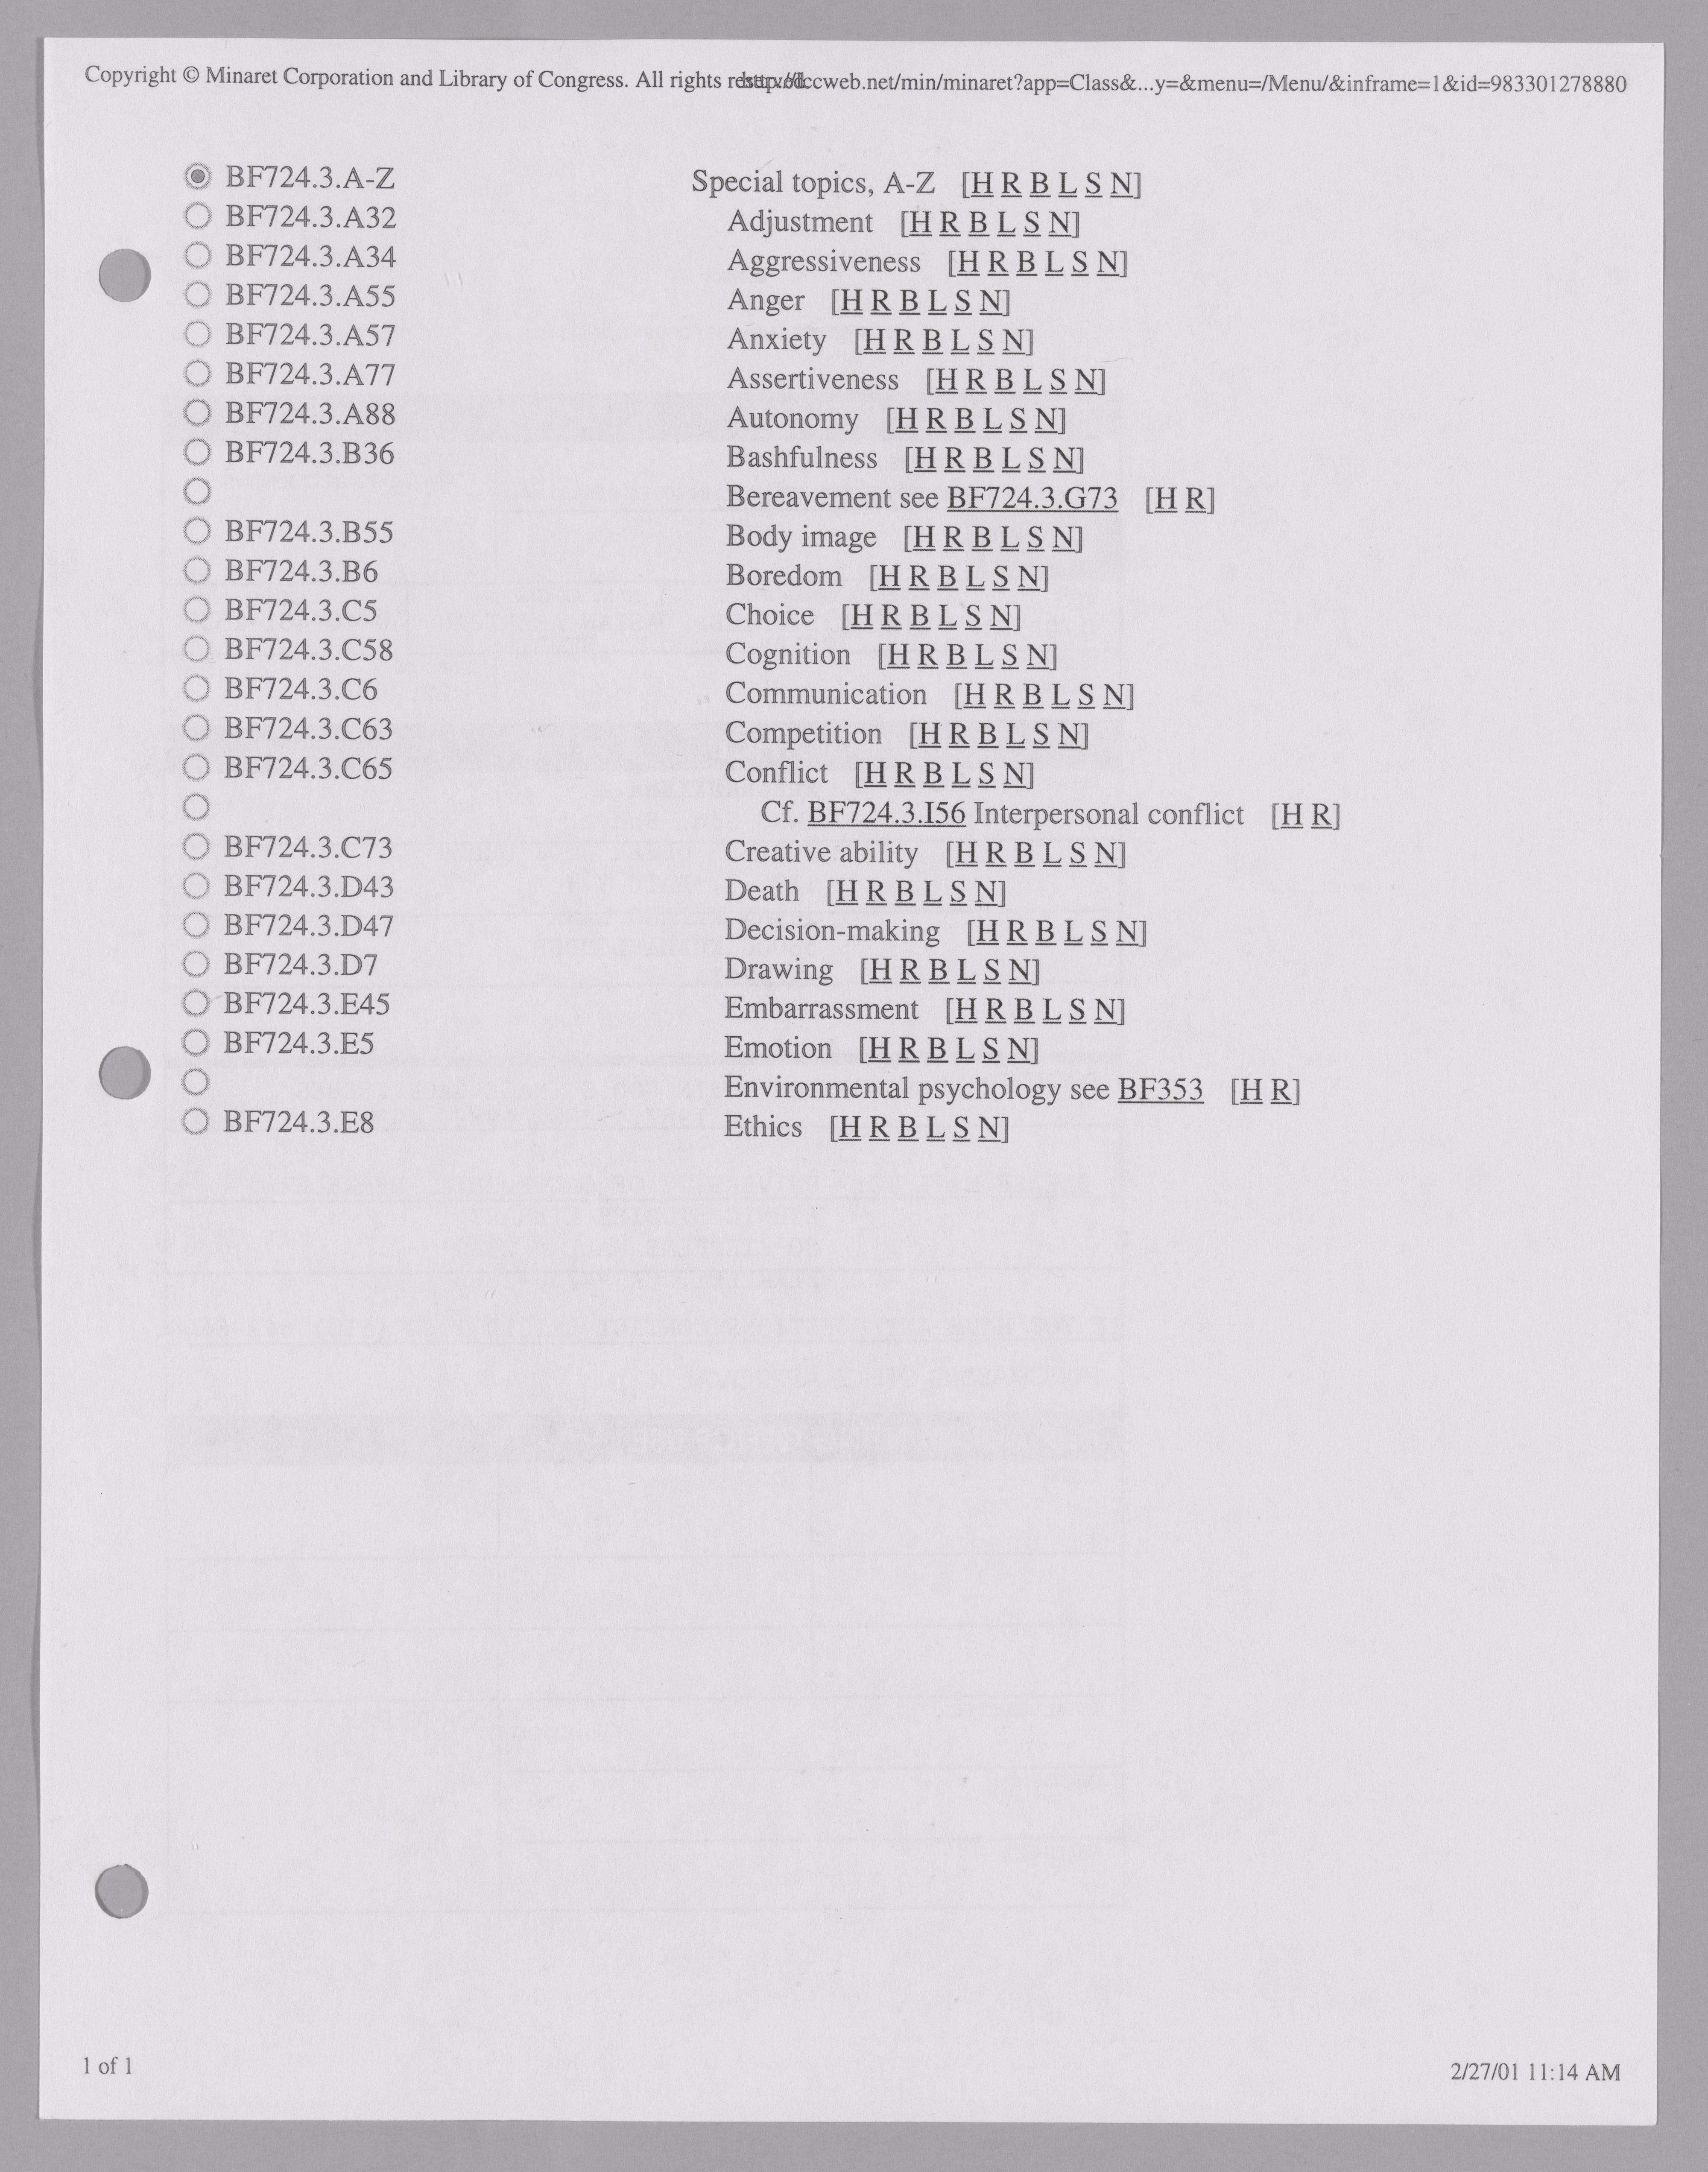 Copyright © Minaret Corporation and Library of Congress. All rights reserved. http://lccweb.net/min/minaret?app=Class&...y=&menu=/Menu/&inframe=1&id=983301278880
BF724.3.A-Z Special topics, A-Z [H R B L S N]
BF724.3.A32 Adjustment [H R B L S N]
BF724.3.A34 Aggressiveness [H R B L S N]
BF724.3.A55 Anger [H R B L S N]
BF724.3.A57 Anxiety [H R B L S N]
BF724.3.A77 Assertiveness [H R B L S N]
BF724.3.A88 Autonomy [H R B L S N]
BF724.3.B36 Bashfulness [H R B L S N]
Bereavement see BF724.3.G73 [H R]
BF724.3.B55 Body image [H R B L S N]
BF724.3.B6 Boredom [H R B L S N]
BF724.3.C5 Choice [H R B L S N]
BF724.3.C58 Cognition [H R B L S N]
BF724.3.C6 Communication [H R B L S N]
BF724.3.C63 Competition [H R B L S N]
BF724.3.C65 Conflict [H R B L S N]
Cf. BF724.3.I56 Interpersonal conflict [H R]
BF724.3.C73 Creative ability [H R B L S N]
BF724.3.D43 Death [H R B L S N]
BF724.3.D47 Decision-making [H R B L S N]
BF724.3.D7 Drawing [H R B L S N]
BF724.3.E45 Embarrassment [H R B L S N]
BF724.3.E5 Emotion [H R B L S N]
Environmental psychology see BF353 [H R]
BF724.3.E8 Ethics [H R B L S N]
1 of 1 2/27/01 11:14 AM